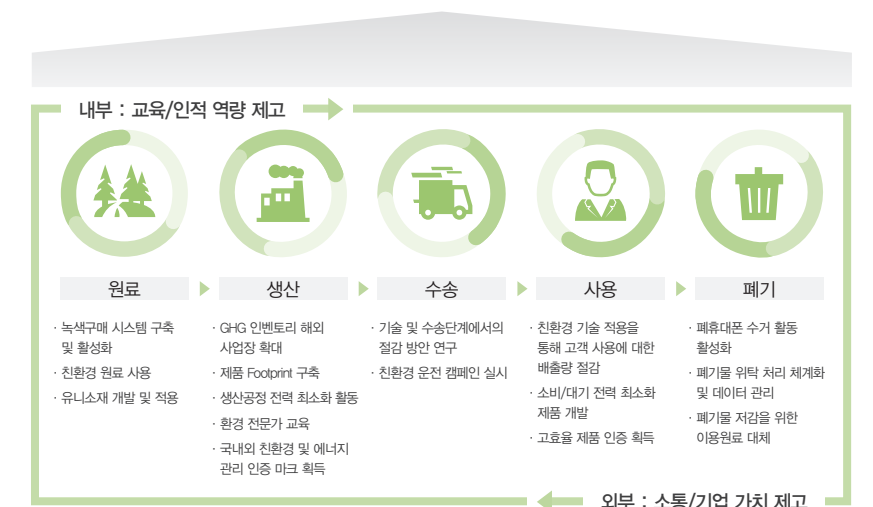 내부 : 교육/인적 역량 제고
원료
· 녹색구매 시스템 구축
및 활성화
· 친환경 원료 사용
· 유니소재 개발 및 적용
생산
· GHG 인벤토리 해외
사업장 확대
· 제품 Footprint 구축
· 생산공정 전력 최소화 활동
· 환경 전문가 교육
· 국내외 친환경 및 에너지
관리 인증 마크 획득
수송
· 기술 및 수송단계에서의
절감 방안 연구
· 친환경 운전 캠페인 실시
사용
· 친환경 기술 적용을
통해 고객 사용에 대한
배출량 절감
· 소비/대기 전력 최소화
제품 개발
· 고효율 제품 인증 획득
폐기
· 폐휴대폰 수거 활동
활성화
· 폐기물 위탁 처리 체계화
및 데이터 관리
· 폐기물 저감을 위한
이용원료 대체
외부 : 소통/기업 가치 제고